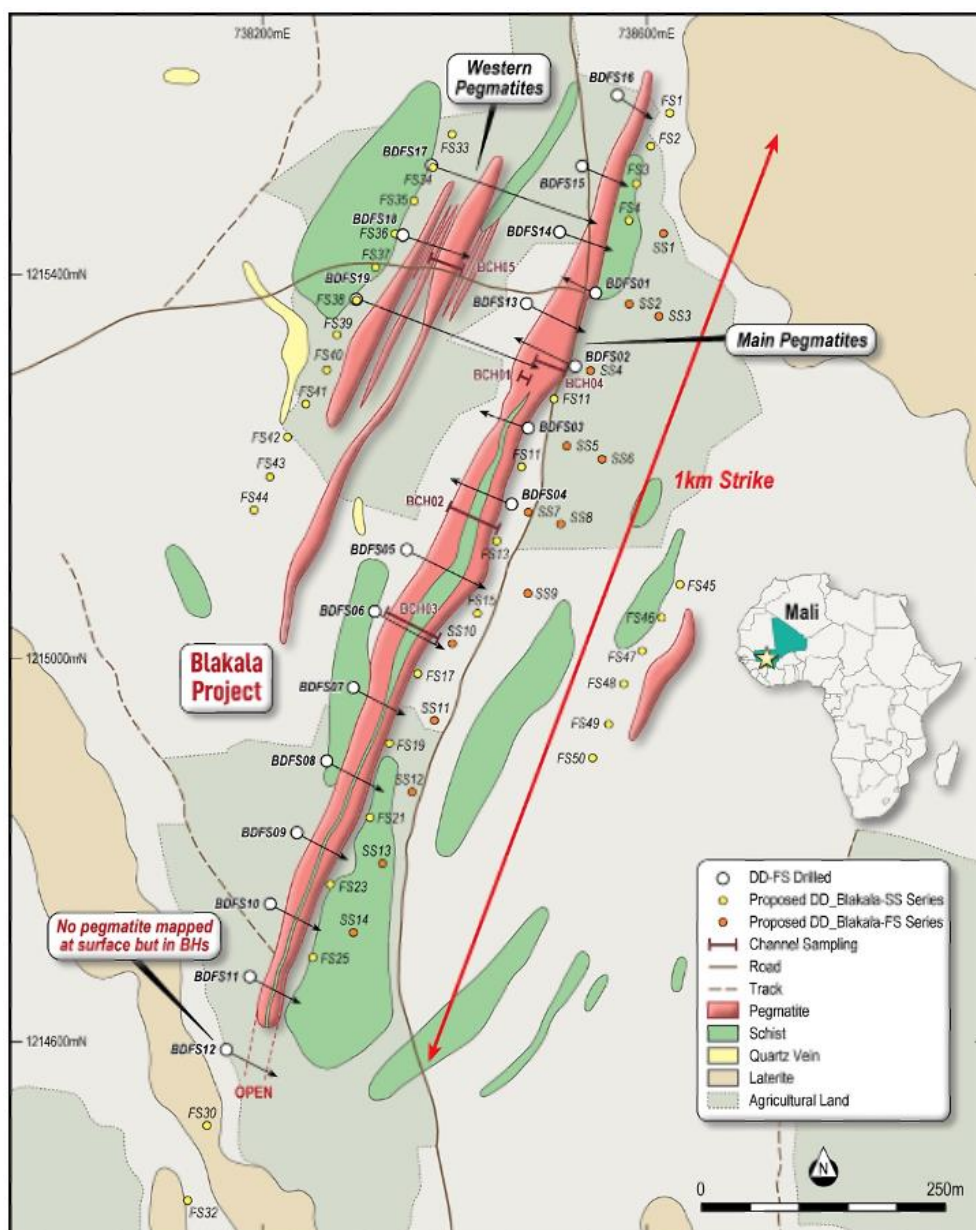 738200mE
738600mE
Western
Pegmatites
BDFS16
FS1
FS33
FS2
BDFS17
FS34
BDFS15
FS3
FS35
FS4
BDFS18
FS36
BDFS14
SS1
FS37
BCH05
1215400mN
BDFS19
FS38
BDFS01
BDFS13
SS2
SS3
FS39
Main Pegmatites
BDFS02
FS40
BCH01
BCH04
SS4
FS41
FS11
BDFS03
FS42
SS5
SS6
FS11
FS43
1km Strike
FS44
BCH02
BDFS04
SS7
SS8
FS13
BDFS05
FS45
SS9
Mali
BDFS06
BCH03
FS15
FS46
SS10
FS47
1215000mN
Blakala
Project
FS17
FS48
BDFS07
SS11
FS49
FS19
FS50
BDFS08
SS12
FS21
BDFS09
SS13
FS23
BDFS10
SS14
No pegmatite mapped
at surface but in BHs
FS25
BDFS11
1214600mN
BDFS12
OPEN
FS30
FS32
DD-FS Drilled
Proposed DD_Blakala-SS Series
Proposed DD_Blakala-FS Series
Channel Sampling
Road
Track
Pegmatite
Schist
Quartz Vein
Laterite
Agricultural Land
N
0
250m